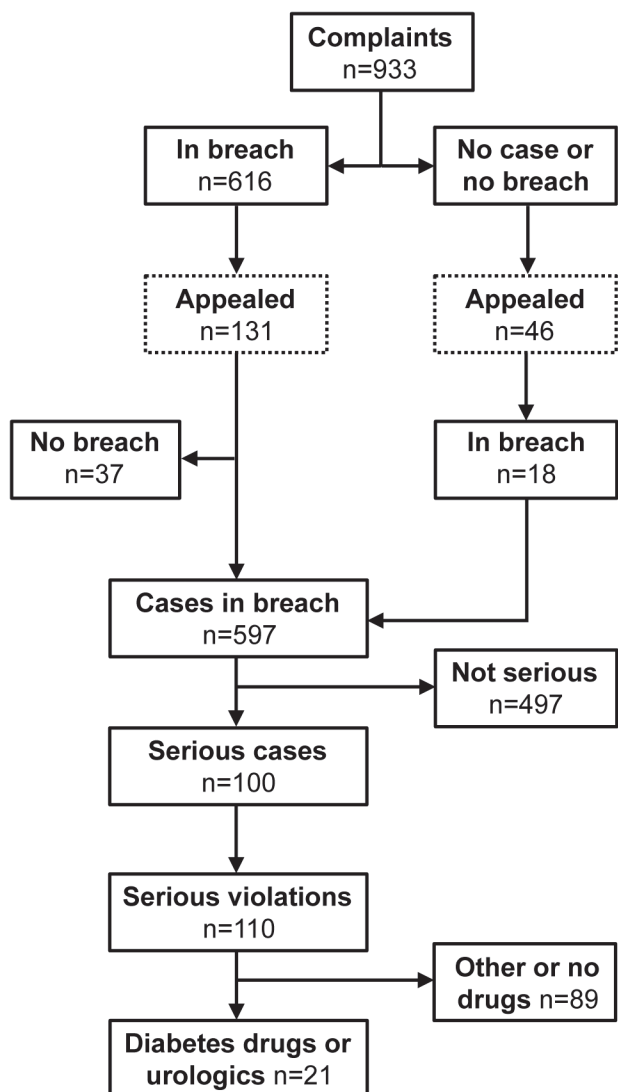 Complaints
n=933
In breach
n=616
No case or
no breach
Appealed
n=131
Appealed
n=46
No breach
n=37
In breach
n=18
Cases in breach
n=597
Not serious
n=497
Serious cases
n=100
Serious violations
n=110
Other or no
drugs n=89
Diabetes drugs or
urologics n=21